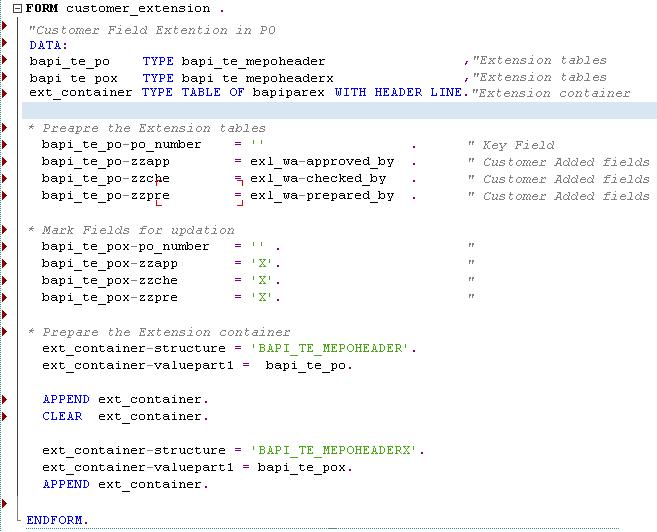 FORM customer_extension .
"Customer Field Extention in PO
DATA:
bapi_te_po TYPE bapi_te_mepoheader ,"Extension tables
bapi_te_pox TYPE bapi_te_mepoheaderx ,"Extension tables
ext_container TYPE TABLE OF bapiparex WITH HEADER LINE."Extension container
* Preapre the Extension tables
bapi_te_po-po_number = '' . " Key Field
bapi_te_po-zzapp = exl_wa-approved_by . " Customer Added fields
bapi_te_po-zzche = exl_wa-checked_by . " Customer Added fields
bapi_te_po-zzpre = exl_wa-prepared_by . " Customer Added fields
* Mark Fields for updation
bapi_te_pox-po_number = '' . "
bapi_te_pox-zzapp = 'X'. "
bapi_te_pox-zzche = 'X'. "
bapi_te_pox-zzpre = 'X'. "
* Prepare the Extension container
ext_container-structure = 'BAPI_TE_MEPOHEADER'.
ext_container-valuepart1 = bapi_te_po.
APPEND ext_container.
CLEAR ext_container.
ext_container-structure = 'BAPI_TE_MEPOHEADERX'.
ext_container-valuepart1 = bapi_te_pox.
APPEND ext_container.
ENDFORM.